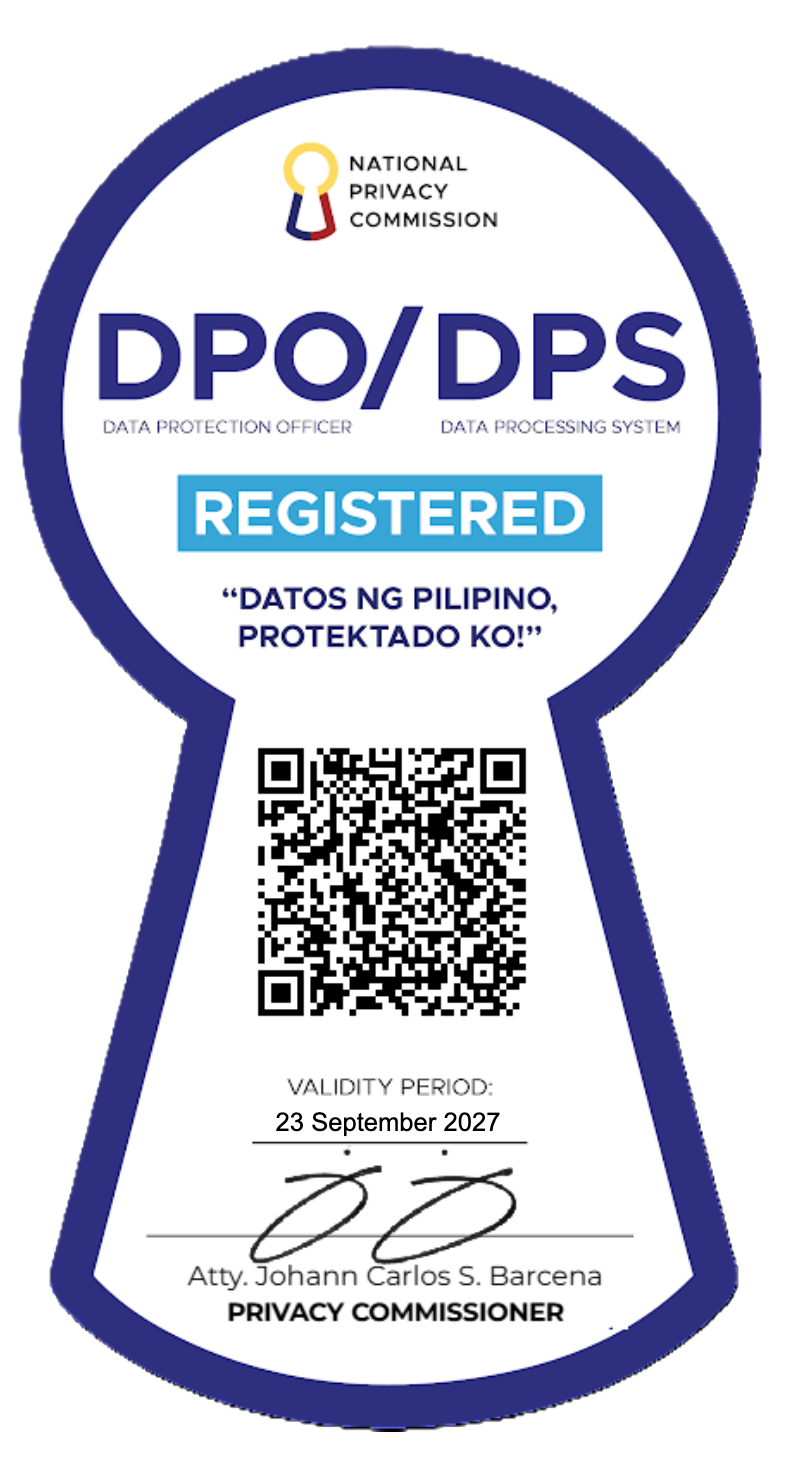 NATIONAL
PRIVACY
COMMISSION
DPO/DPS
DATA PROTECTION OFFICER DATA PROCESSING SYSTEM
REGISTERED
“DATOS NG PILIPINO,
PROTEKTADO KO!”
VALIDITY PERIOD:
23 September 2027
Atty. Johann Carlos S. Barcena
PRIVACY COMMISSIONER